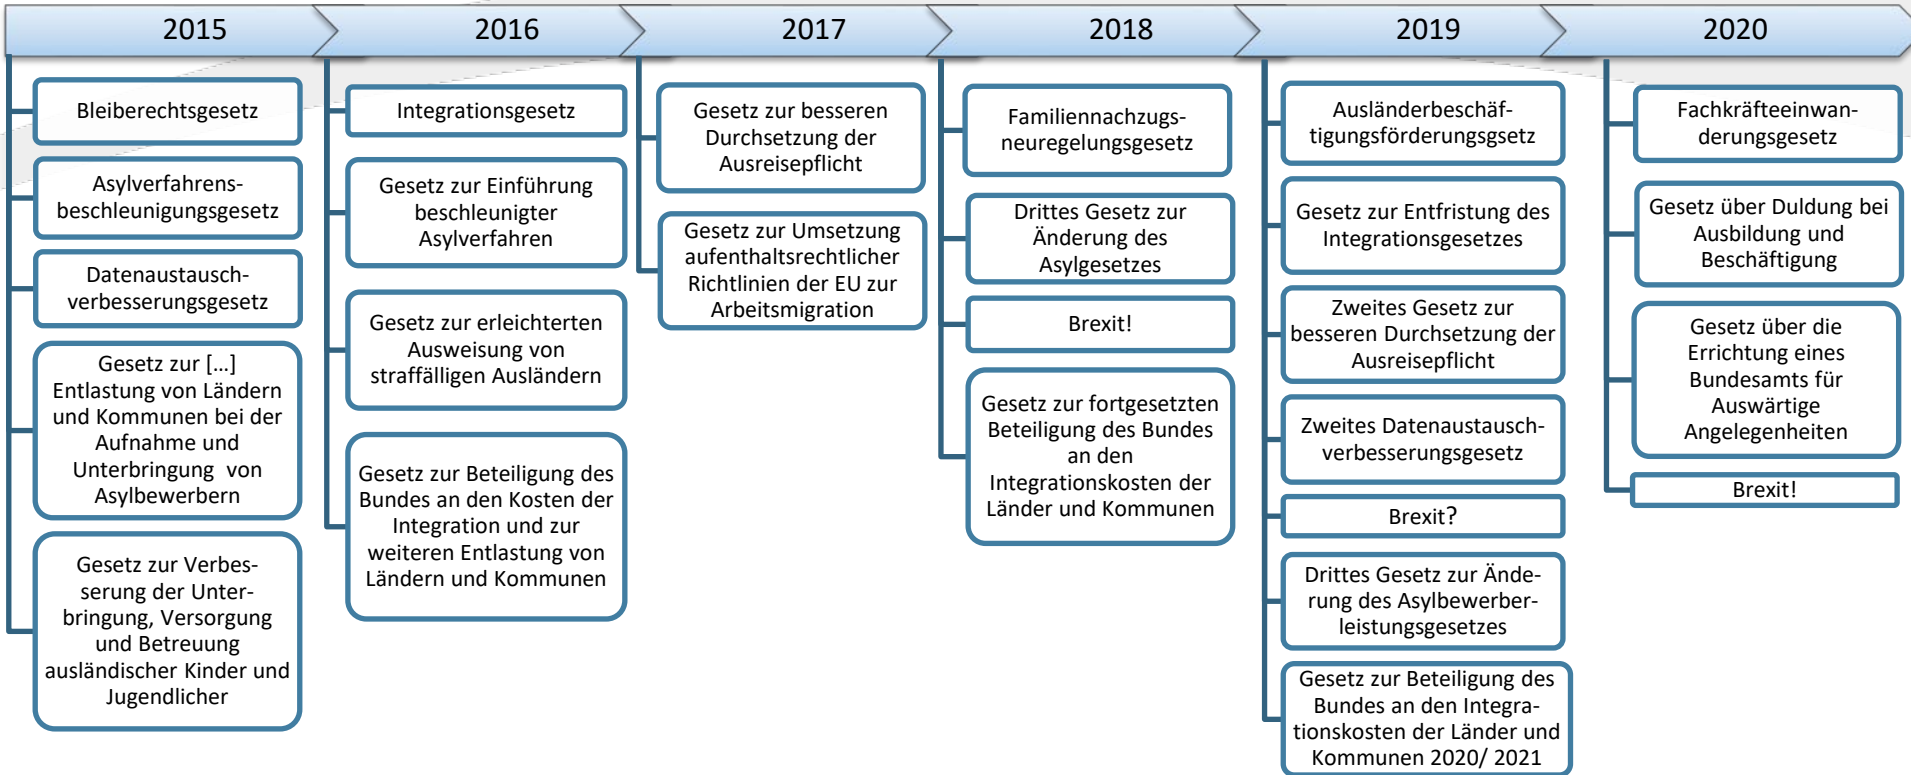 2015
2016
2017
2018
2019
2020
Bleiberechtsgesetz
Asylverfahrens-
beschleunigungsgesetz
Datenaustausch-
verbesserungsgesetz
Gesetz zur [...]
Entlastung von Ländern
und Kommunen bei der
Aufnahme und
Unterbringung von
Asylbewerbern
Gesetz zur Verbes-
serung der Unter-
bringung, Versorgung
und Betreuung
ausländischer Kinder und
Jugendlicher
Integrationsgesetz
Gesetz zur Einführung
beschleunigter
Asylverfahren
Gesetz zur erleichterten
Ausweisung von
straffälligen Ausländern
Gesetz zur Beteiligung des
Bundes an den Kosten der
Integration und zur
weiteren Entlastung von
Ländern und Kommunen
Gesetz zur besseren
Durchsetzung der
Ausreisepflicht
Gesetz zur Umsetzung
aufenthaltsrechtlicher
Richtlinien der EU zur
Arbeitsmigration
Familiennachzugs-
neuregelungsgesetz
Drittes Gesetz zur
Änderung des
Asylgesetzes
Brexit!
Gesetz zur fortgesetzten
Beteiligung des Bundes
an den
Integrationskosten der
Länder und Kommunen
Ausländerbeschäf-
tigungsförderungsgsetz
Gesetz zur Entfristung des
Integrationsgesetzes
Zweites Gesetz zur
besseren Durchsetzung der
Ausreisepflicht
Zweites Datenaustausch-
verbesserungsgesetz
Brexit?
Drittes Gesetz zur Ände-
rung des Asylbewerber-
leistungsgesetzes
Gesetz zur Beteiligung des
Bundes an den Integra-
tionskosten der Länder und
Kommunen 2020/ 2021
Fachkräfteeinwan-
derungsgesetz
Gesetz über Duldung bei
Ausbildung und
Beschäftigung
Gesetz über die
Errichtung eines
Bundesamts für
Auswärtige
Angelegenheiten
Brexit!